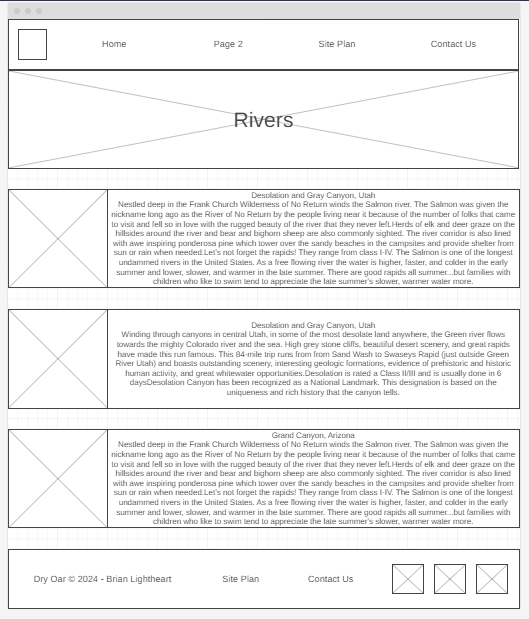 Home Page 2 Site Plan Contact Us
Rivers
Desolation and Gray Canyon, Utah
Nestled deep in the Frank Church Wilderness of No Return winds the Salmon river. The Salmon was given the
nickname long ago as the River of No Return by the people living near it because of the number of folks that came
to visit and fell so in love with the rugged beauty of the river that they never left.Herds of elk and deer graze on the
hillsides around the river and bear and bighorn sheep are also commonly sighted. The river corridor is also lined
with awe inspiring ponderosa pine which tower over the sandy beaches in the campsites and provide shelter from
sun or rain when needed.Let's not forget the rapids! They range from class I-IV. The Salmon is one of the longest
undammed rivers in the United States. As a free flowing river the water is higher, faster, and colder in the early
summer and lower, slower, and warmer in the late summer. There are good rapids all summer...but families with
children who like to swim tend to appreciate the late summer's slower, warmer water more.
Desolation and Gray Canyon, Utah
Winding through canyons in central Utah, in some of the most desolate land anywhere, the Green river flows
towards the mighty Colorado river and the sea. High grey stone cliffs, beautiful desert scenery, and great rapids
have made this run famous. This 84-mile trip runs from from Sand Wash to Swaseys Rapid (just outside Green
River Utah) and boasts outstanding scenery, interesting geologic formations, evidence of prehistoric and historic
human activity, and great whitewater opportunities.Desolation is rated a Class II/III and is usually done in 6
daysDesolation Canyon has been recognized as a National Landmark. This designation is based on the
uniqueness and rich history that the canyon tells.
Grand Canyon, Arizona
Nestled deep in the Frank Church Wilderness of No Return winds the Salmon river. The Salmon was given the
nickname long ago as the River of No Return by the people living near it because of the number of folks that came
to visit and fell so in love with the rugged beauty of the river that they never left.Herds of elk and deer graze on the
hillsides around the river and bear and bighorn sheep are also commonly sighted. The river corridor is also lined
with awe inspiring ponderosa pine which tower over the sandy beaches in the campsites and provide shelter from
sun or rain when needed.Let's not forget the rapids! They range from class I-IV. The Salmon is one of the longest
undammed rivers in the United States. As a free flowing river the water is higher, faster, and colder in the early
summer and lower, slower, and warmer in the late summer. There are good rapids all summer...but families with
children who like to swim tend to appreciate the late summer's slower, warmer water more.
Dry Oar © 2024 - Brian Lightheart Site Plan Contact Us